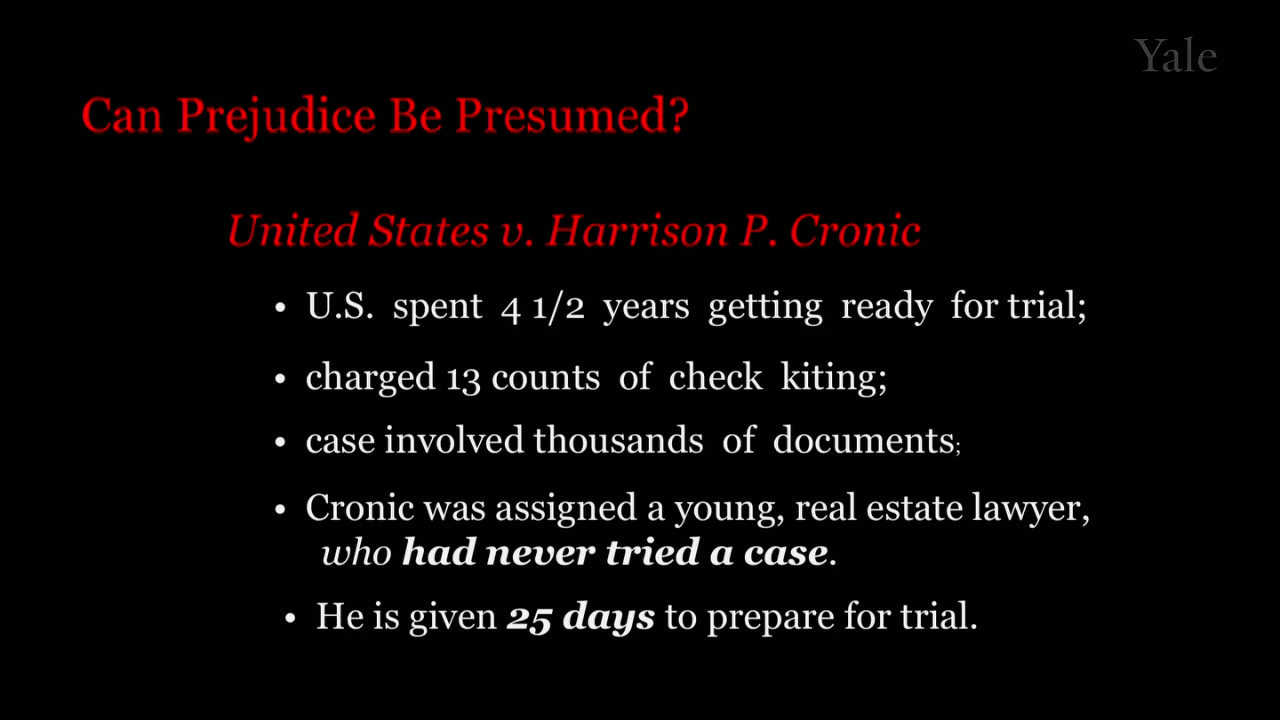 Yale
Can Prejudice Be Presumed?
United States v. Harrison P. Cronic
• U.S. spent 4 1/2 years getting ready for trial;
• charged 13 counts of check kiting;
• case involved thousands of documents;
• Cronic was assigned a young, real estate lawyer,
who had never tried a case.
• He is given 25 days to prepare for trial.